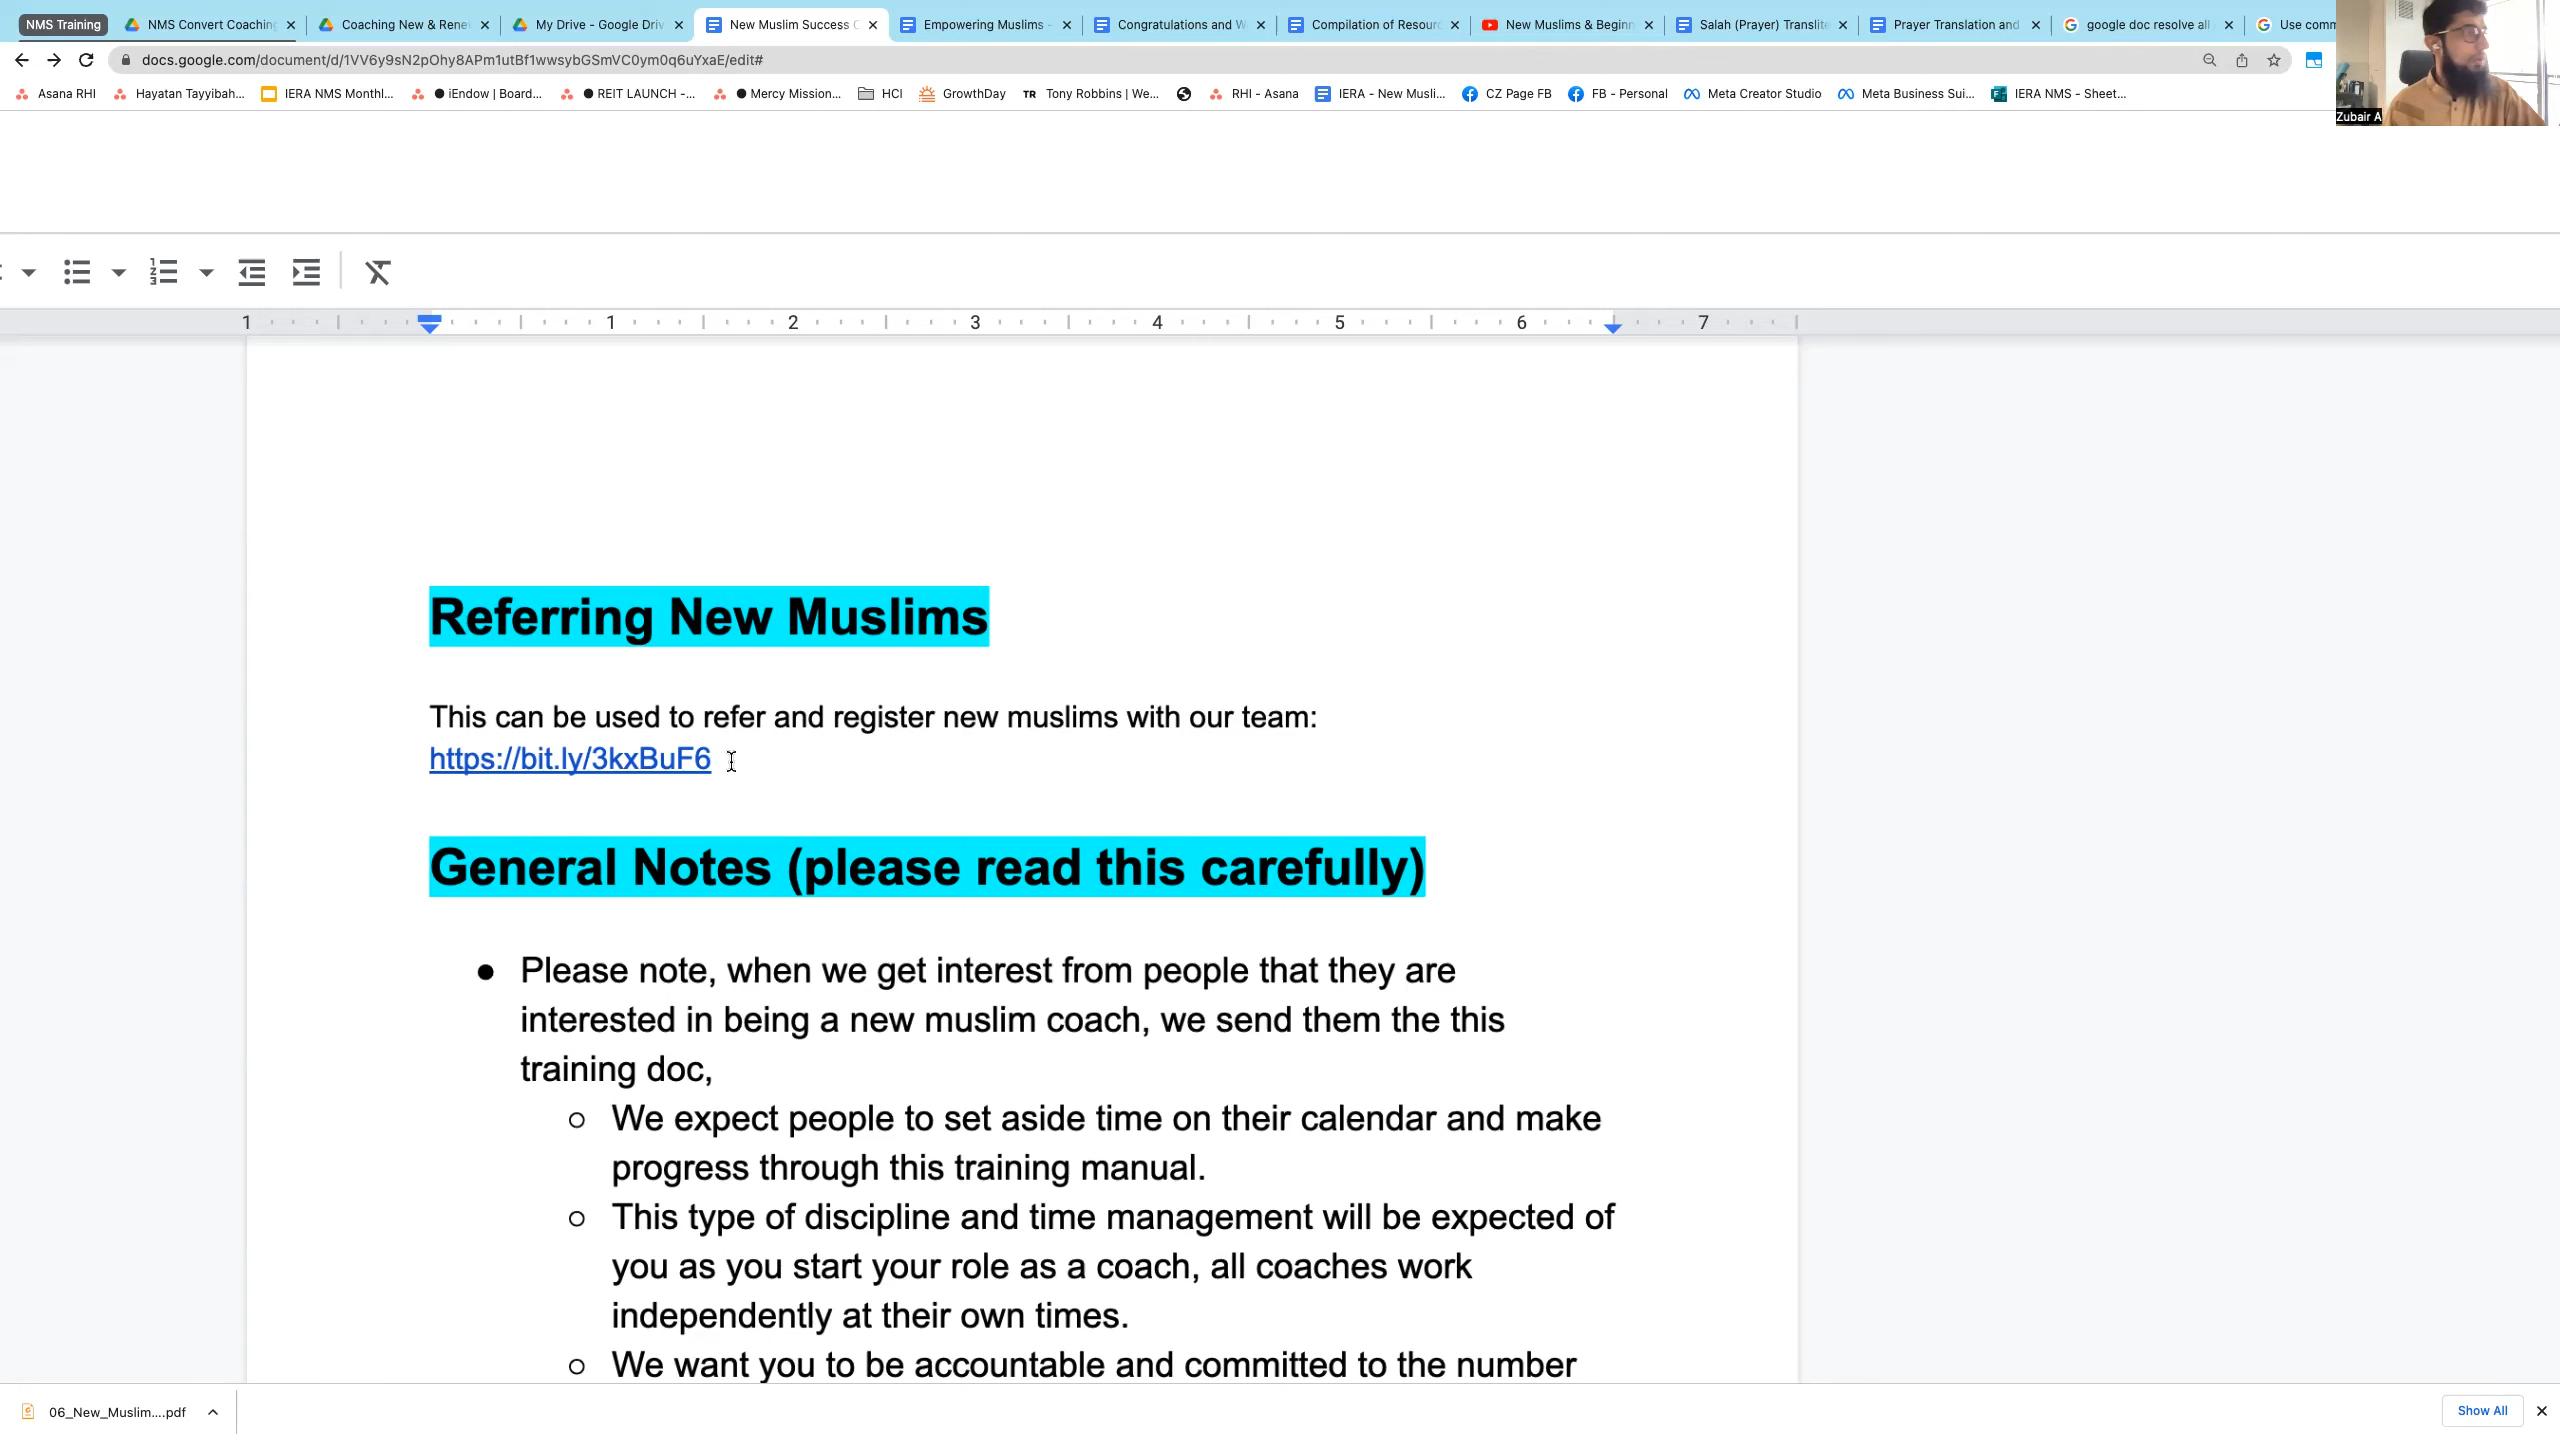 NMS Training
NMS Convert Coaching
Coaching New & Rene
My Drive - Google Driv
New Muslim Success C
Empowering Muslims -
Congratulations and W
Compilation of Resourc
New Muslims & Beginn
Salah (Prayer) Translite
Prayer Translation and
google doc resolve all
Use comm
docs.google.com/document/d/1VV6y9sN2pOhy8APm1utBf1wwsybGSmVC0ym0q6uYxaE/edit#
Asana RHI
Hayatan Tayyibah...
IERA NMS Monthl...
iEndow | Board...
REIT LAUNCH -...
Mercy Mission...
HCI
GrowthDay
TR Tony Robbins | We...
RHI - Asana
IERA - New Musli...
CZ Page FB
FB - Personal
Meta Creator Studio
Meta Business Sui...
IERA NMS - Sheet...
Zubair A
1 1 2 3 4 5 6 7
Referring New Muslims
This can be used to refer and register new muslims with our team:
https://bit.ly/3kxBuF6
General Notes (please read this carefully)
● Please note, when we get interest from people that they are
interested in being a new muslim coach, we send them the this
training doc,
○ We expect people to set aside time on their calendar and make
progress through this training manual.
○ This type of discipline and time management will be expected of
you as you start your role as a coach, all coaches work
independently at their own times.
○ We want you to be accountable and committed to the number
06_New_Muslim....pdf
Show All